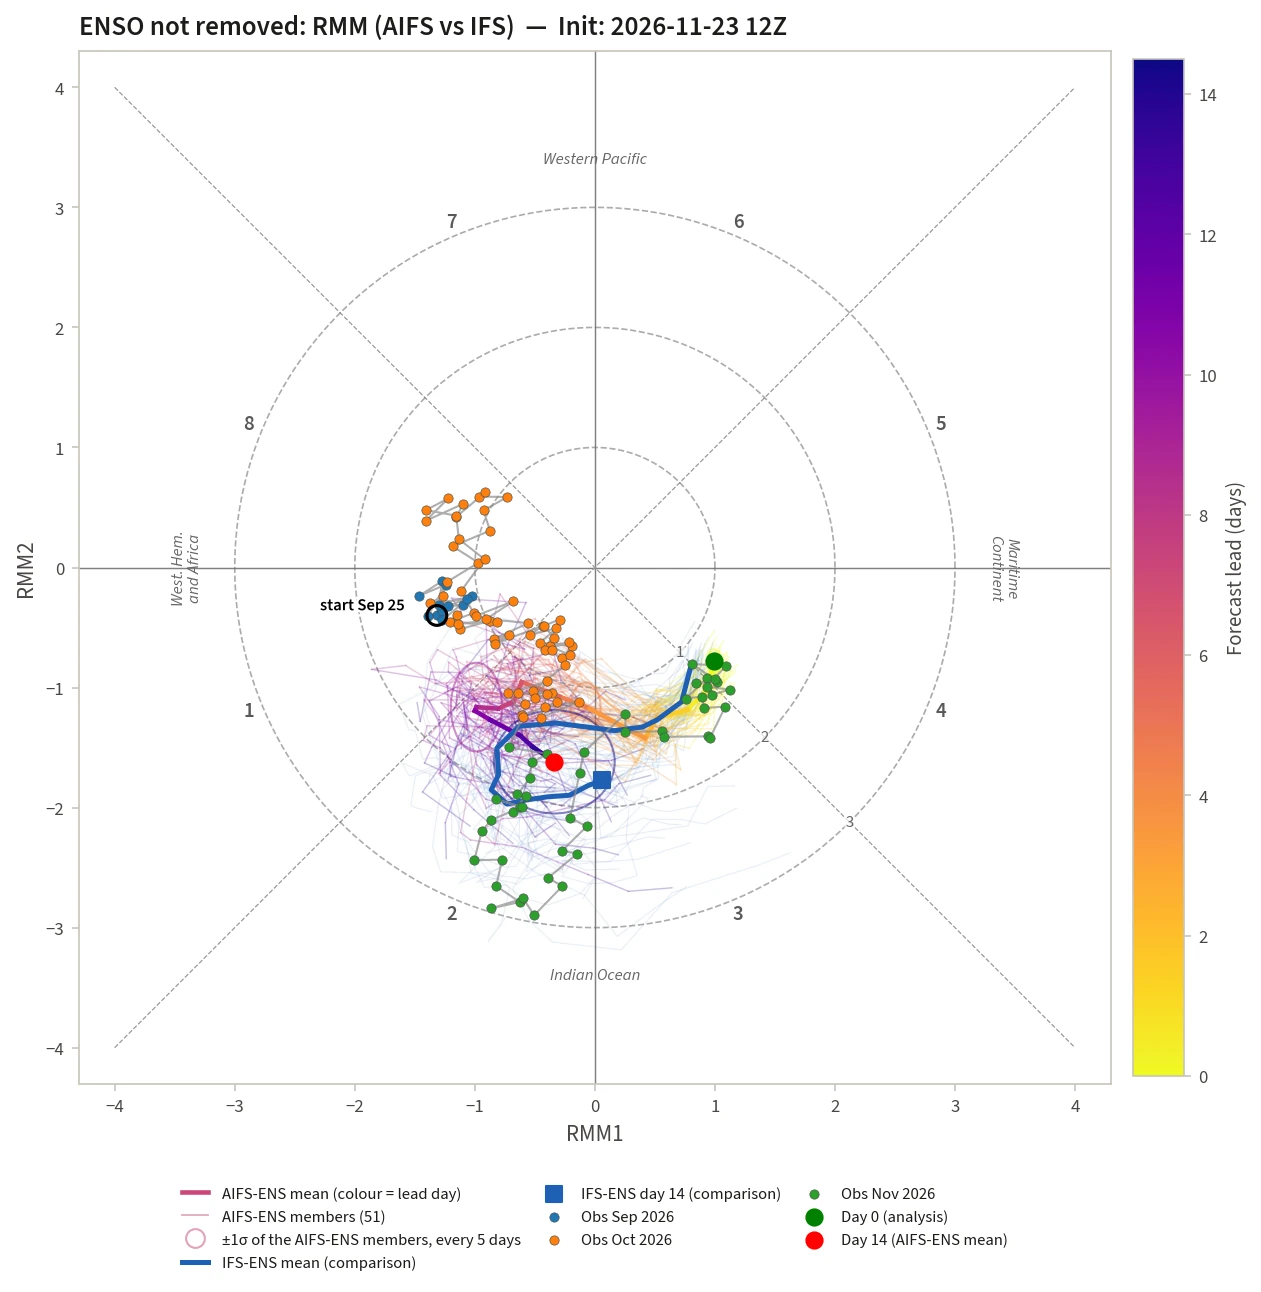 ENSO not removed: RMM (AIFS vs IFS)  —  Init: 2026-11-23 12Z
4
3
2
1
0
−1
−2
−3
−4
RMM2
−4
−3
−2
−1
0
1
2
3
4
RMM1
Western Pacific
7
6
8
5
West. Hem.
and Africa
Maritime
Continent
start Sep 25
1
2
3
1
4
2
3
Indian Ocean
14
12
10
8
6
4
2
0
Forecast lead (days)
AIFS-ENS mean (colour = lead day)
AIFS-ENS members (51)
±1σ of the AIFS-ENS members, every 5 days
IFS-ENS mean (comparison)
IFS-ENS day 14 (comparison)
Obs Sep 2026
Obs Oct 2026
Obs Nov 2026
Day 0 (analysis)
Day 14 (AIFS-ENS mean)